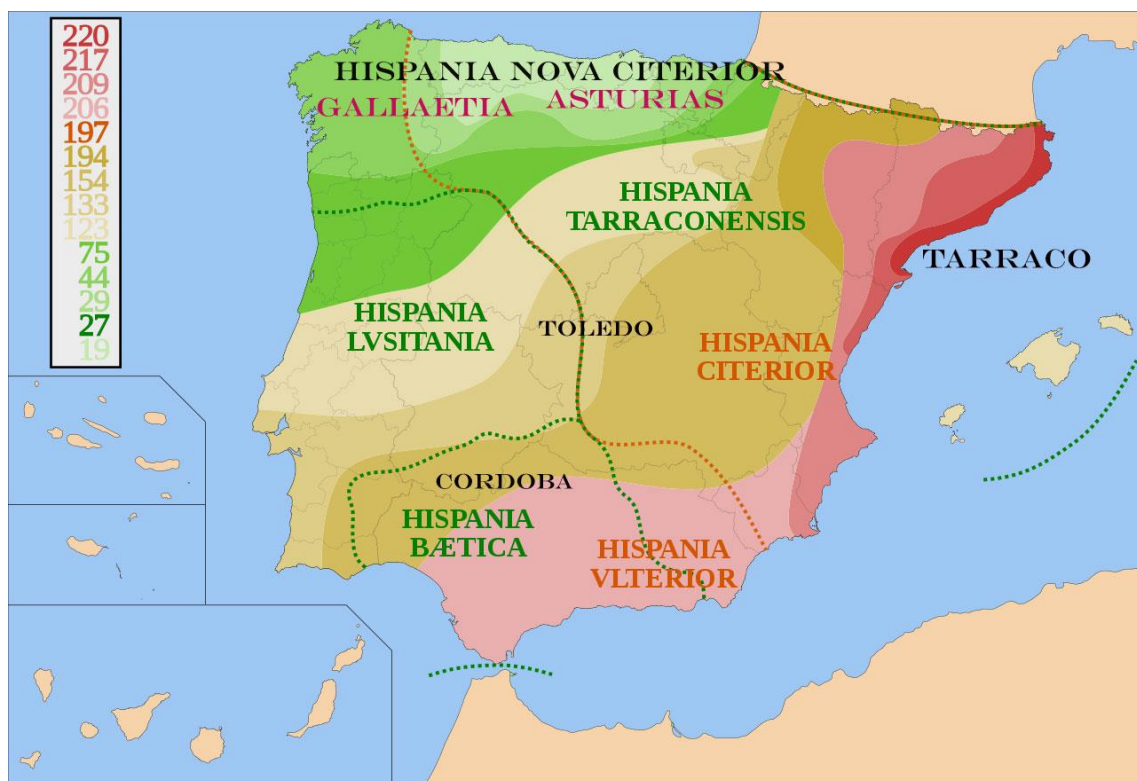 220
217
209
206
197
194
154
133
123
75
44
29
27
19
HISPANIA NOVA CITERIOR
GALLAETIA
ASTURIAS
HISPANIA
TARRACONENSIS
TARRACO
HISPANIA
LVSITANIA
TOLEDO
HISPANIA
CITERIOR
CORDOBA
HISPANIA
BÆTICA
HISPANIA
VLTERIOR